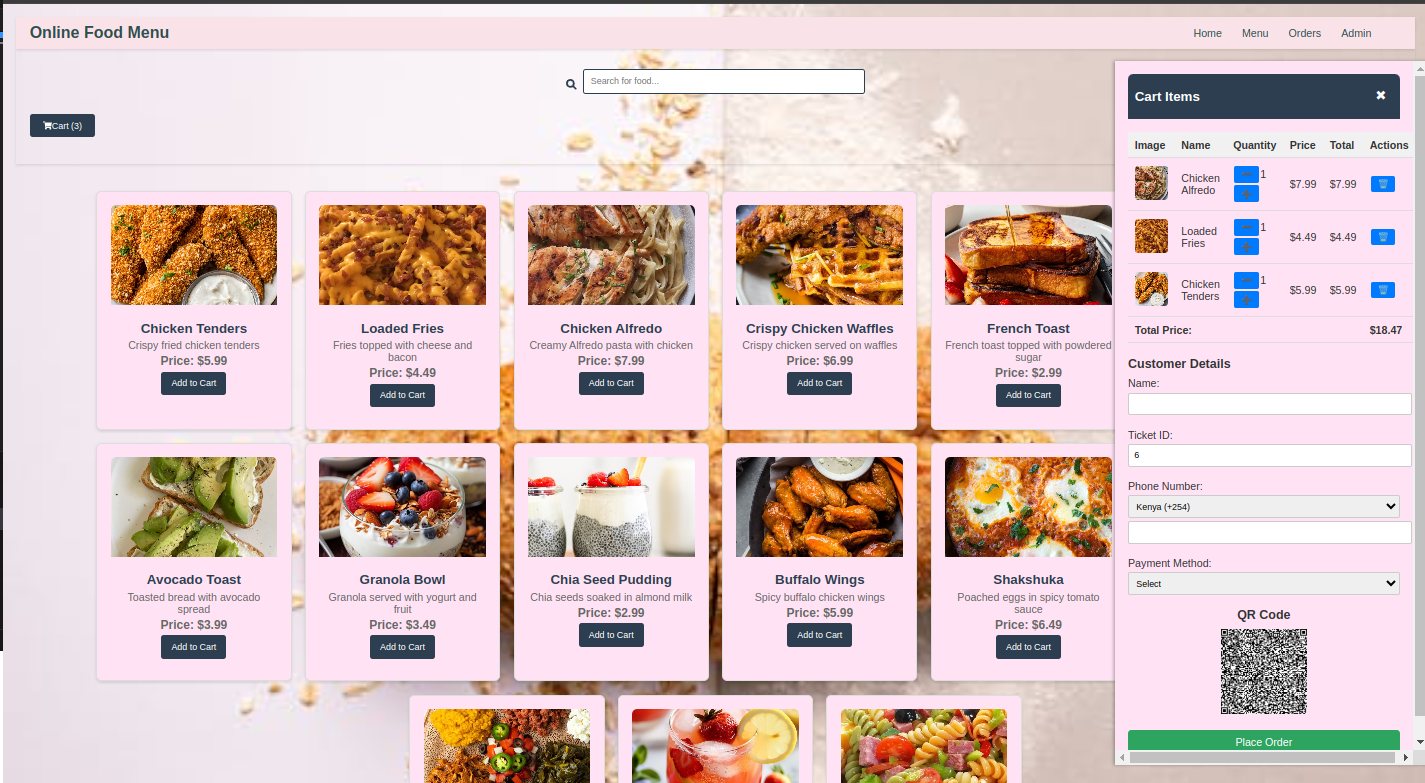 Online Food Menu
Home Menu Orders Admin
Search for food...
Cart (3)
Chicken Tenders
Crispy fried chicken tenders
Price: $5.99
Add to Cart
Loaded Fries
Fries topped with cheese and
bacon
Price: $4.49
Add to Cart
Chicken Alfredo
Creamy Alfredo pasta with chicken
Price: $7.99
Add to Cart
Crispy Chicken Waffles
Crispy chicken served on waffles
Price: $6.99
Add to Cart
French Toast
French toast topped with powdered
sugar
Price: $2.99
Add to Cart
Avocado Toast
Toasted bread with avocado
spread
Price: $3.99
Add to Cart
Granola Bowl
Granola served with yogurt and
fruit
Price: $3.49
Add to Cart
Chia Seed Pudding
Chia seeds soaked in almond milk
Price: $2.99
Add to Cart
Buffalo Wings
Spicy buffalo chicken wings
Price: $5.99
Add to Cart
Shakshuka
Poached eggs in spicy tomato
sauce
Price: $6.49
Add to Cart
Cart Items
Image Name Quantity Price Total Actions
Chicken
Alfredo
1 $7.99 $7.99
Loaded
Fries
1 $4.49 $4.49
Chicken
Tenders
1 $5.99 $5.99
Total Price: $18.47
Customer Details
Name:
Ticket ID:
6
Phone Number:
Kenya (+254)
Payment Method:
Select
QR Code
Place Order